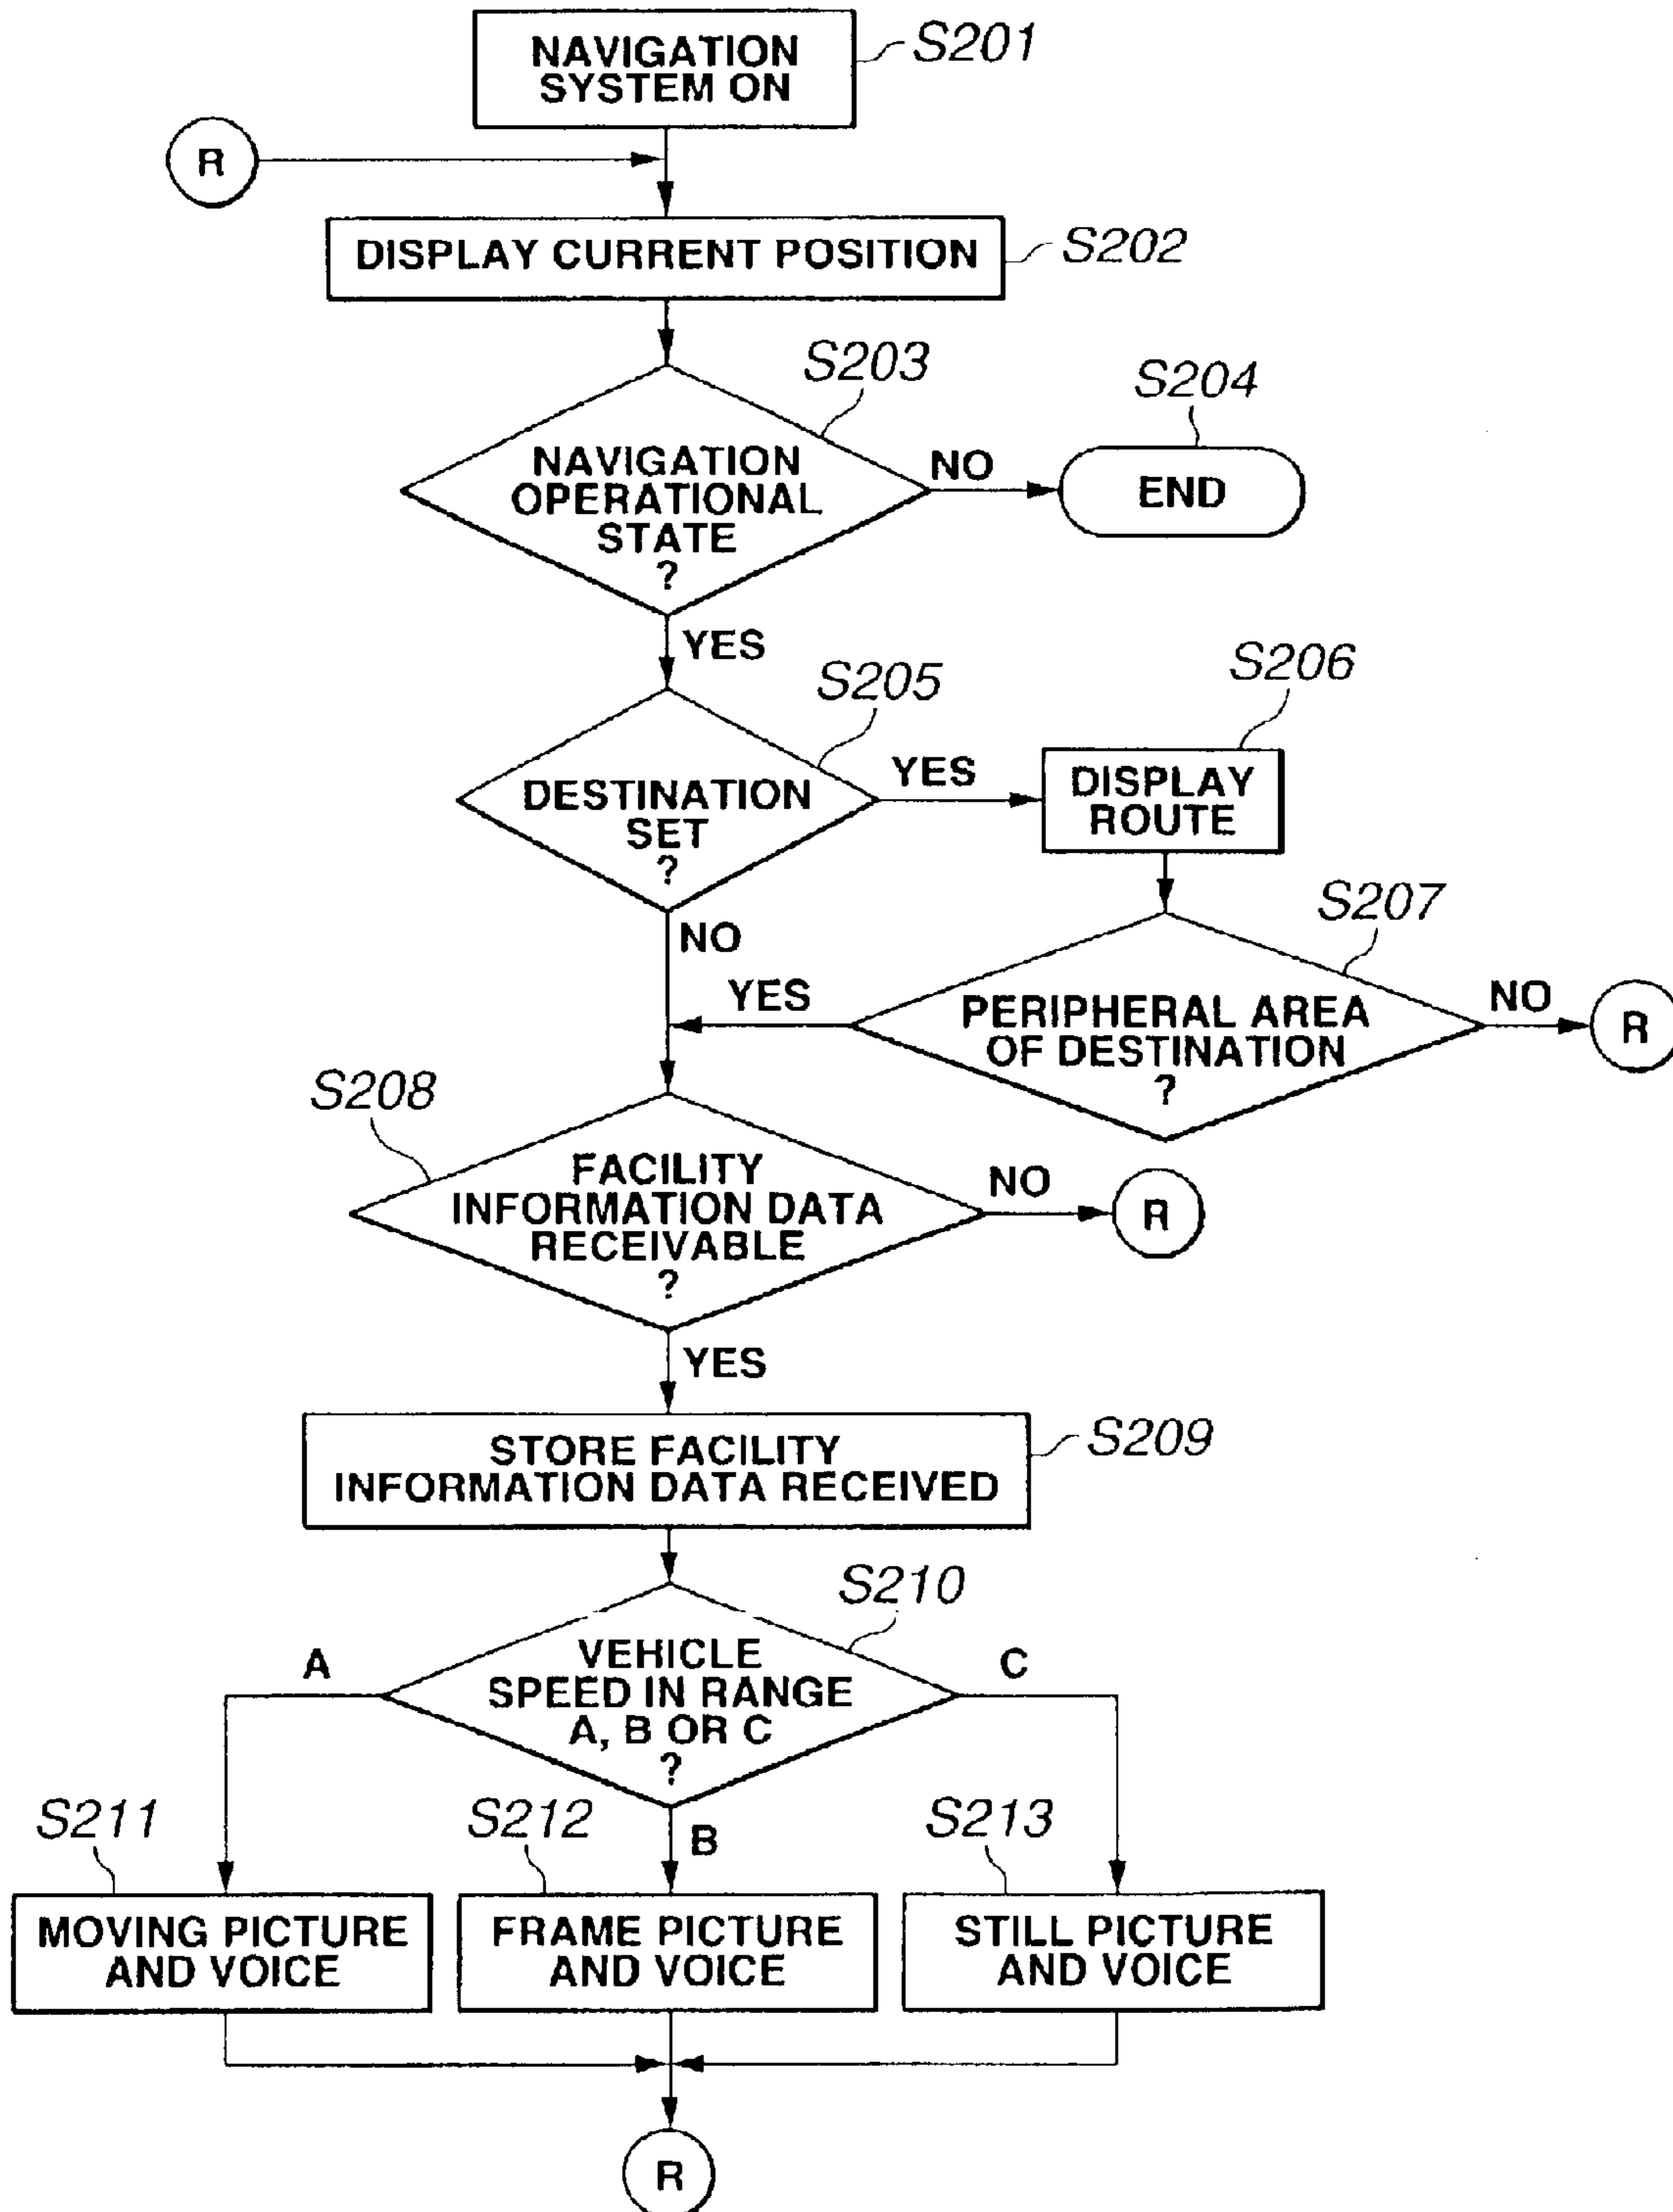 NAVIGATION
SYSTEM ON
S201
R
DISPLAY CURRENT POSITION
S202
S203
NAVIGATION
OPERATIONAL
STATE
?
NO
S204
END
YES
S205
DESTINATION
SET
?
YES
S206
DISPLAY
ROUTE
NO
S207
PERIPHERAL AREA
OF DESTINATION
?
YES
NO
R
S208
FACILITY
INFORMATION DATA
RECEIVABLE
?
NO
R
YES
STORE FACILITY
INFORMATION DATA RECEIVED
S209
S210
VEHICLE
SPEED IN RANGE
A, B OR C
?
A
C
B
S211
MOVING PICTURE
AND VOICE
S212
FRAME PICTURE
AND VOICE
S213
STILL PICTURE
AND VOICE
R